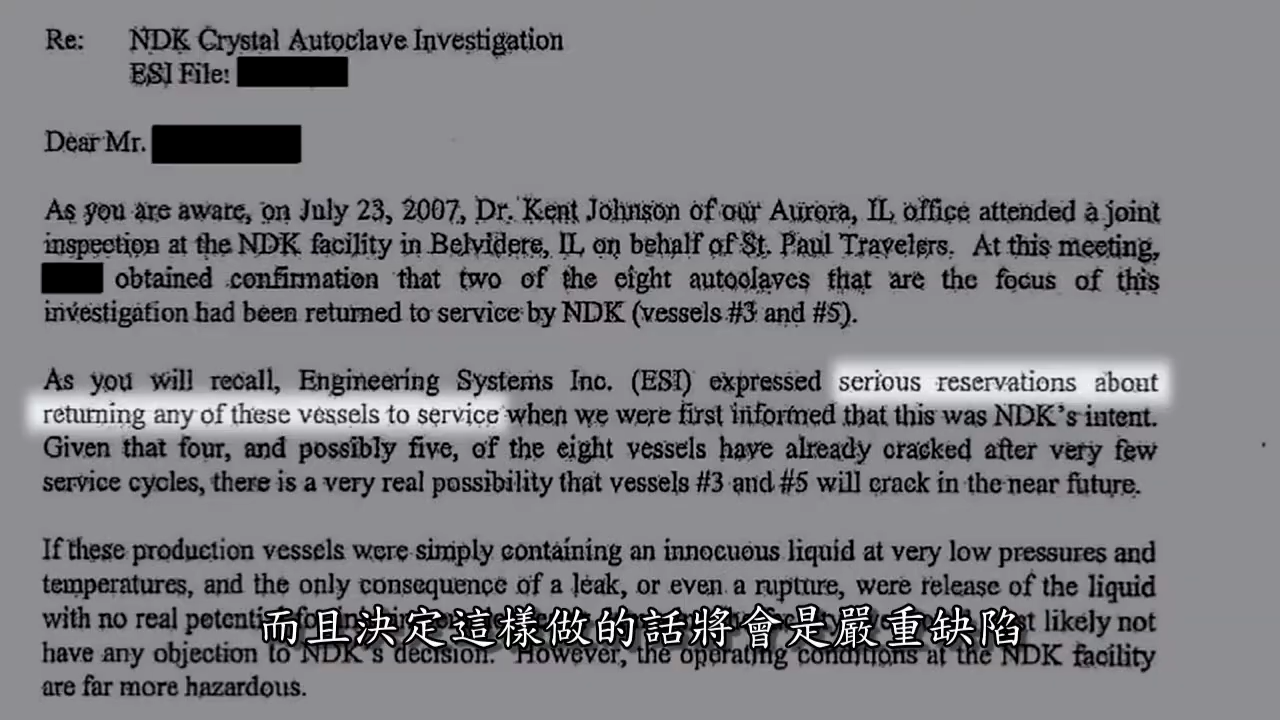 Re: NDK Crystal Autoclave Investigation
ESI File:
Dear Mr.
As you are aware, on July 23, 2007, Dr. Kent Johnson of our Aurora, IL office attended a joint
inspection at the NDK facility in Belvidere, IL on behalf of St. Paul Travelers. At this meeting,
obtained confirmation that two of the eight autoclaves that are the focus of this
investigation had been returned to service by NDK (vessels #3 and #5).
As you will recall, Engineering Systems Inc. (ESI) expressed serious reservations about
returning any of these vessels to service when we were first informed that this was NDK's intent.
Given that four, and possibly five, of the eight vessels have already cracked after very few
service cycles, there is a very real possibility that vessels #3 and #5 will crack in the near future.
If these production vessels were simply containing an innocuous liquid at very low pressures and
temperatures, and the only consequence of a leak, or even a rupture, were release of the liquid
with no real likely not
have any objection to NDK's decision. However, the operating conditions at the NDK facility
are far more hazardous.
而且決定這樣做的話將會是嚴重缺陷